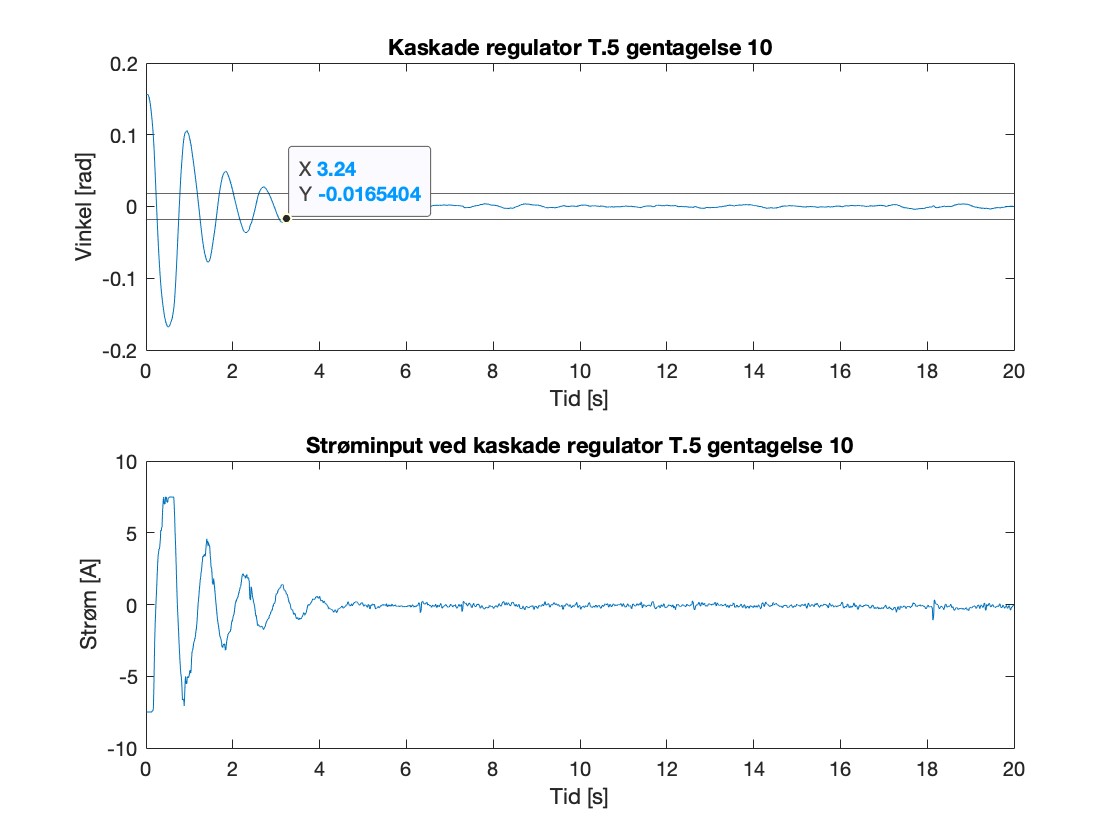 Kaskade regulator T.5 gentagelse 10
0.2
0.1
0
-0.1
-0.2
Vinkel [rad]
X 3.24
Y -0.0165404
0 2 4 6 8 10 12 14 16 18 20
Tid [s]
Strøminput ved kaskade regulator T.5 gentagelse 10
10
5
0
-5
-10
Strøm [A]
0 2 4 6 8 10 12 14 16 18 20
Tid [s]